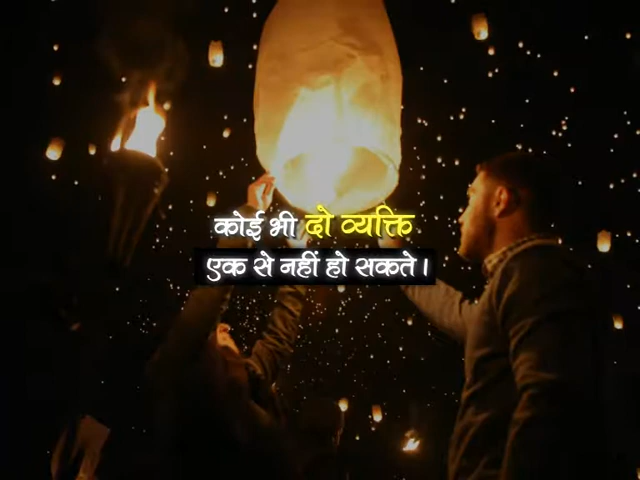 कोई भी दो व्यक्ति
एक से नहीं हो सकते।